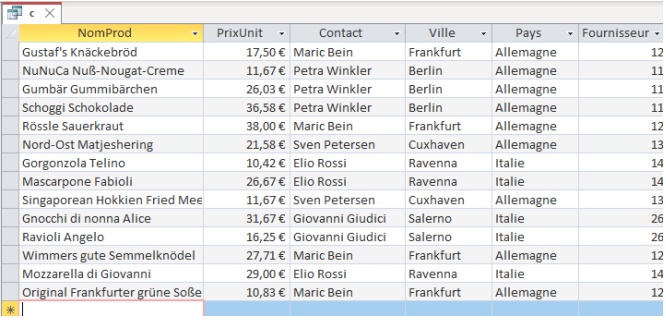 c
NomProd PrixUnit Contact Ville Pays Fournisseur
Gustaf's Knäckebröd 17,50 € Maric Bein Frankfurt Allemagne 12
NuNuCa Nuß-Nougat-Creme 11,67 € Petra Winkler Berlin Allemagne 11
Gumbär Gummibärchen 26,03 € Petra Winkler Berlin Allemagne 11
Schoggi Schokolade 36,58 € Petra Winkler Berlin Allemagne 11
Rössle Sauerkraut 38,00 € Maric Bein Frankfurt Allemagne 12
Nord-Ost Matjeshering 21,58 € Sven Petersen Cuxhaven Allemagne 13
Gorgonzola Telino 10,42 € Elio Rossi Ravenna Italie 14
Mascarpone Fabioli 26,67 € Elio Rossi Ravenna Italie 14
Singaporean Hokkien Fried Mee 11,67 € Sven Petersen Cuxhaven Allemagne 13
Gnocchi di nonna Alice 31,67 € Giovanni Giudici Salerno Italie 26
Ravioli Angelo 16,25 € Giovanni Giudici Salerno Italie 26
Wimmers gute Semmelknödel 27,71 € Maric Bein Frankfurt Allemagne 12
Mozzarella di Giovanni 29,00 € Elio Rossi Ravenna Italie 14
Original Frankfurter grüne Soße 10,83 € Maric Bein Frankfurt Allemagne 12